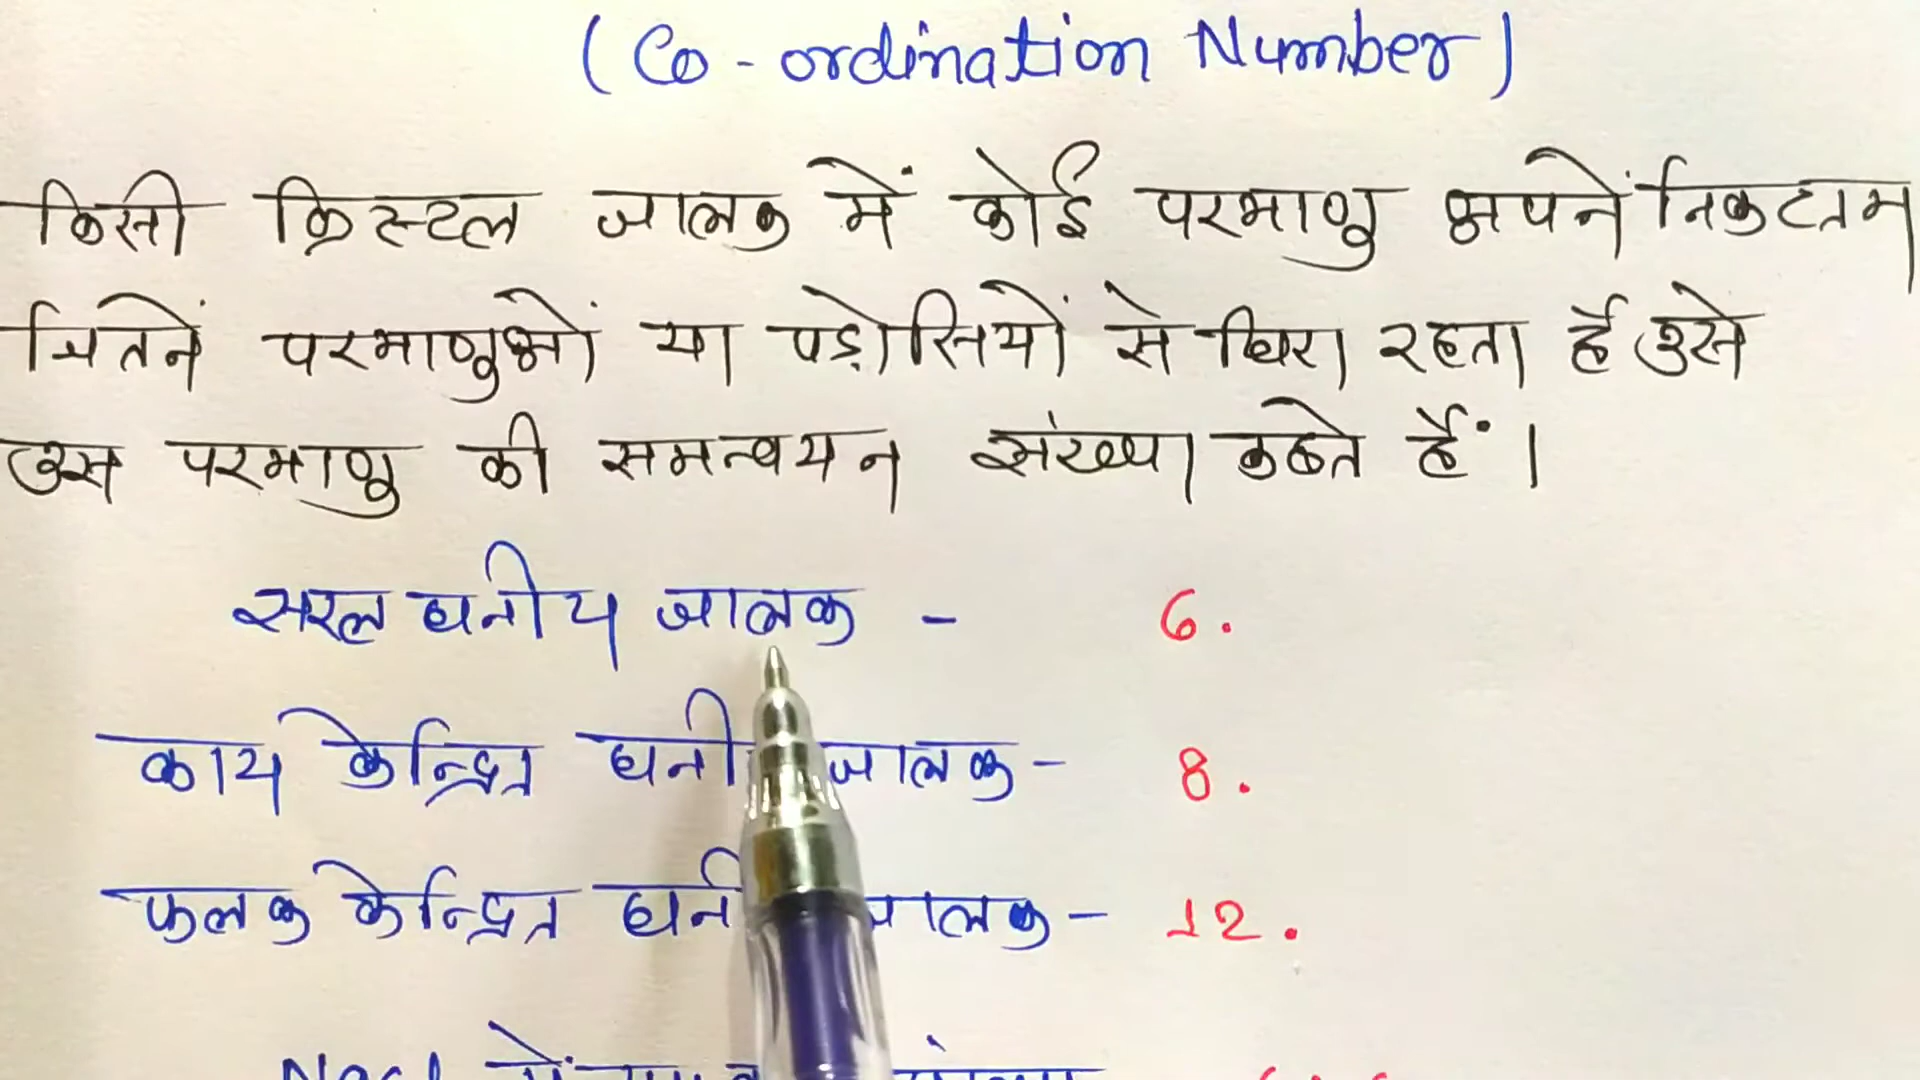 (Co-ordination Number)
किसी क्रिस्टल जालक में कोई परमाणु अपनें निकटतम
जितनें परमाणुओं या पड़ोसियों से घिरा रहता है उसे
उस परमाणु की समन्वयन संख्या कहते हैं।
सरल घनीय जालक - 6.
काय केन्द्रित घनी जालक - 8.
फलक केन्द्रित घनी जालक - 12.